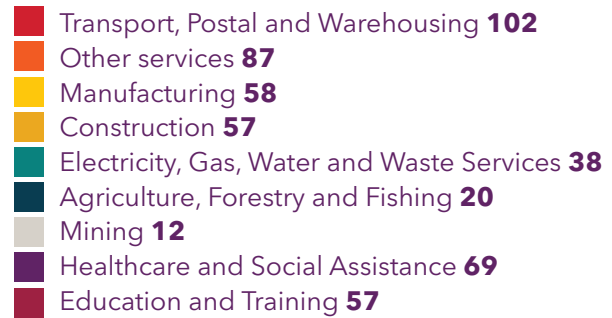 Transport, Postal and Warehousing 102
Other services 87
Manufacturing 58
Construction 57
Electricity, Gas, Water and Waste Services 38
Agriculture, Forestry and Fishing 20
Mining 12
Healthcare and Social Assistance 69
Education and Training 57